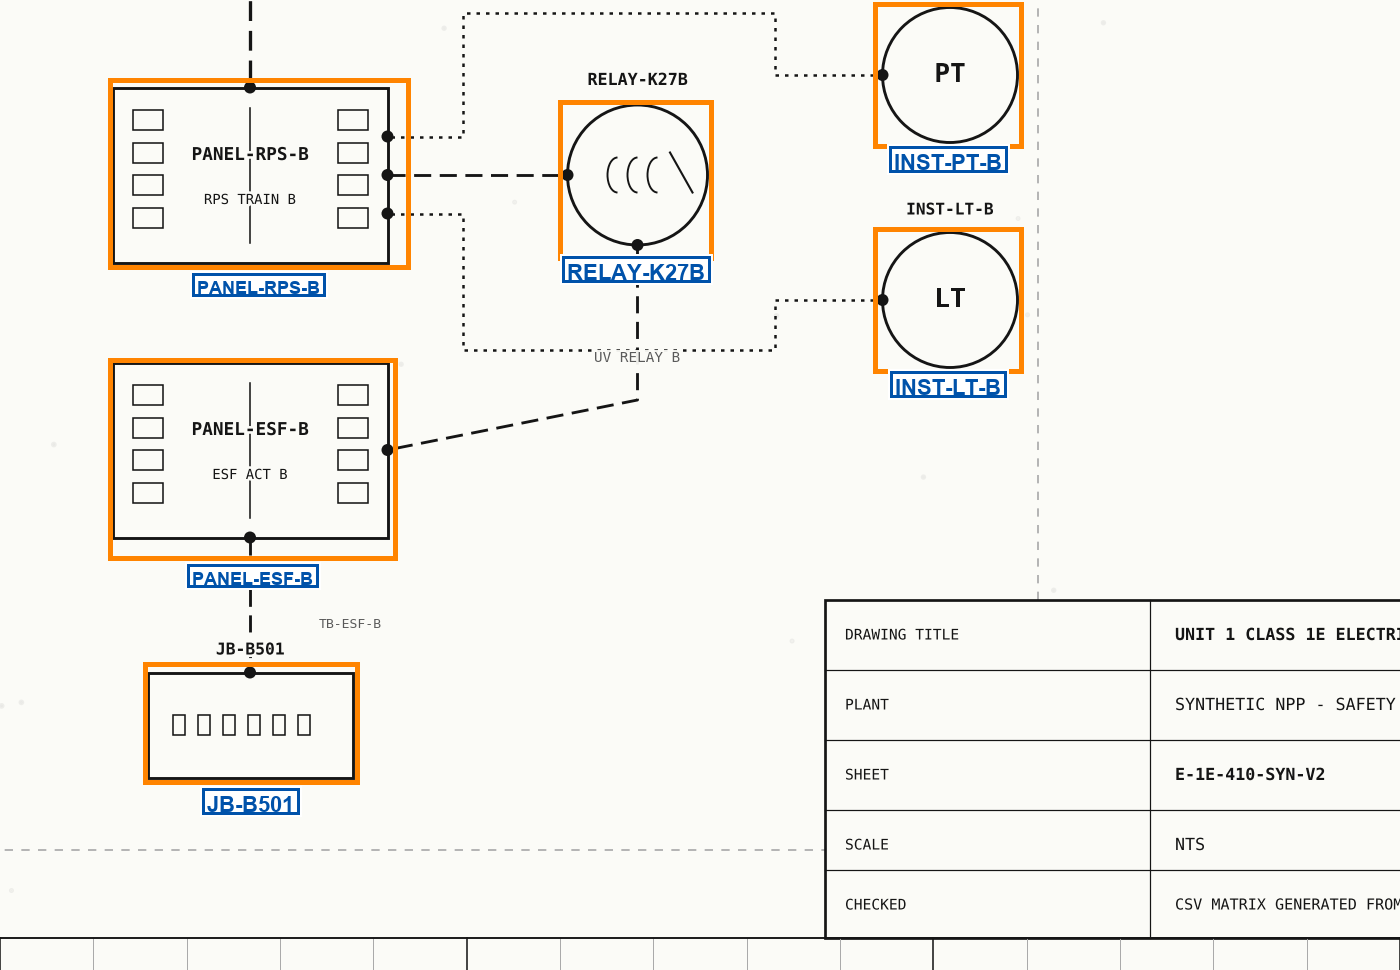 RELAY-K27B
PT
INST-PT-B
PANEL-RPS-B
RPS TRAIN B
PANEL-RPS-B
RELAY-K27B
INST-LT-B
LT
INST-LT-B
UV RELAY B
PANEL-ESF-B
ESF ACT B
PANEL-ESF-B
TB-ESF-B
JB-B501
JB-B501
DRAWING TITLE
UNIT 1 CLASS 1E ELECTRI
PLANT
SYNTHETIC NPP - SAFETY
SHEET
E-1E-410-SYN-V2
SCALE
NTS
CHECKED
CSV MATRIX GENERATED FROM